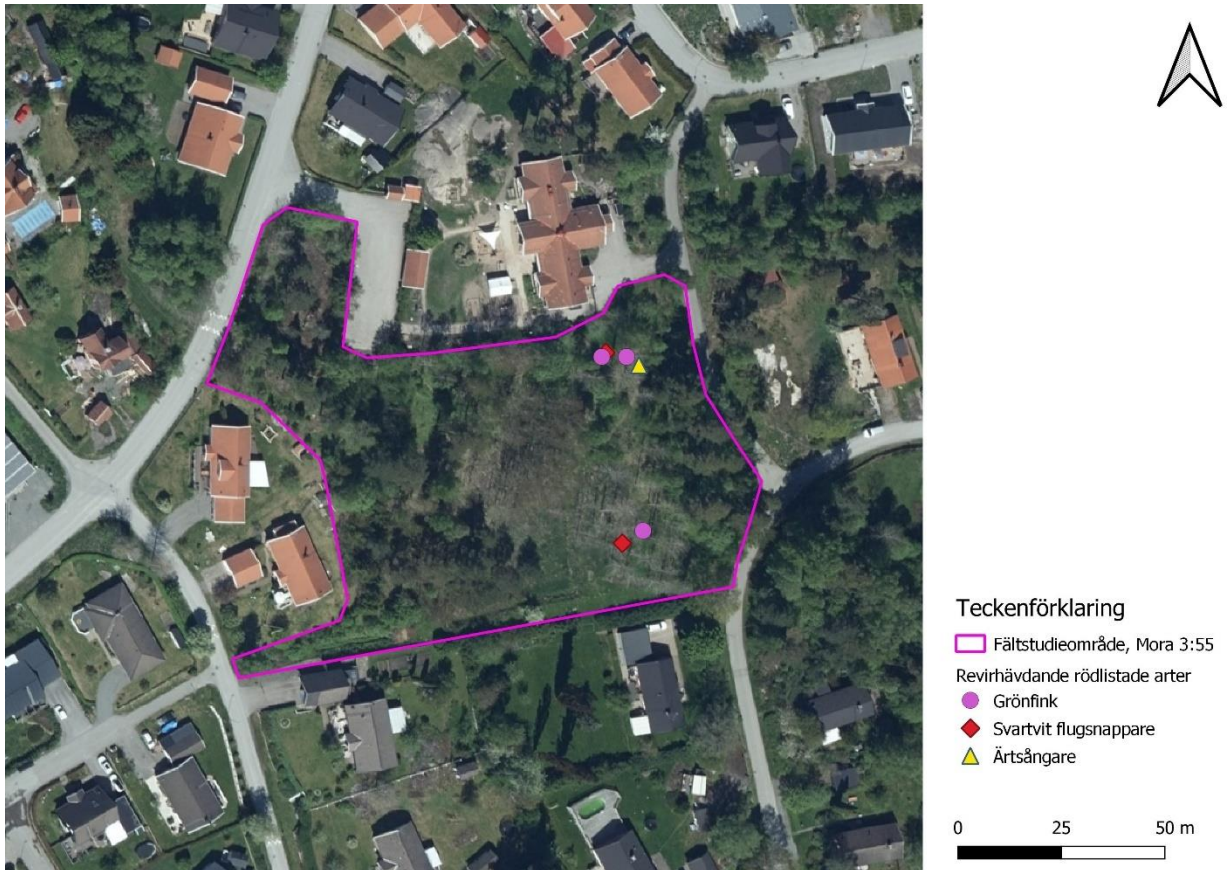 Teckenförklaring
Fältstudieområde, Mora 3:55
Revirhävdande rödlistade arter
Grönfink
Svartvit flugsnappare
Ärtsångare
0 25 50 m